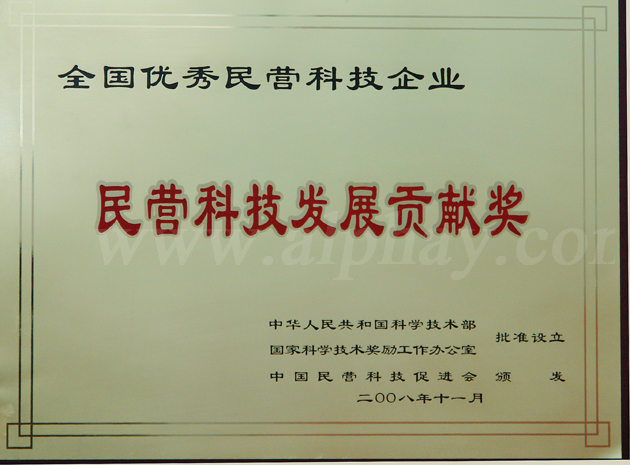 全国优秀民营科技企业
民营科技发展贡献奖
www.alphay.com
中华人民共和国科学技术部
国家科学技术奖励工作办公室 批准设立
中国民营科技促进会 颁发
二〇〇八年十一月